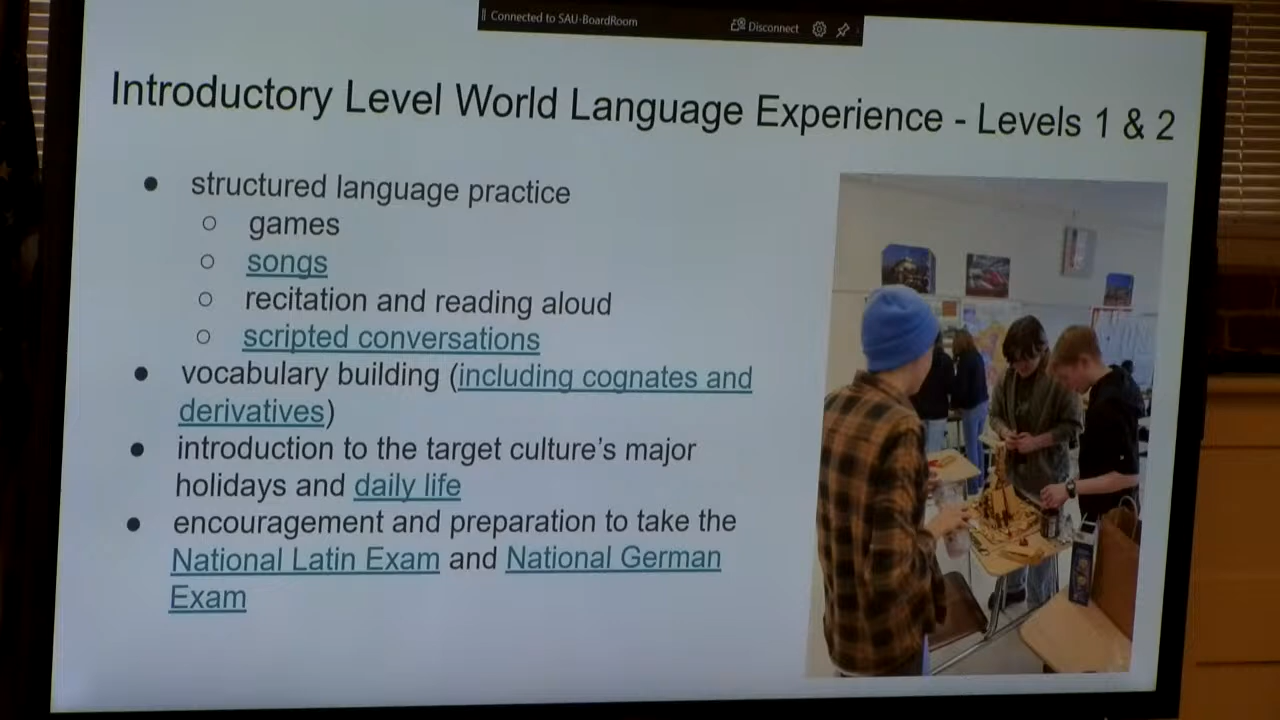 Connected to SAU-BoardRoom
Disconnect
Introductory Level World Language Experience - Levels 1 & 2
structured language practice
games
songs
recitation and reading aloud
scripted conversations
vocabulary building (including cognates and
derivatives)
introduction to the target culture's major
holidays and daily life
encouragement and preparation to take the
National Latin Exam and National German
Exam